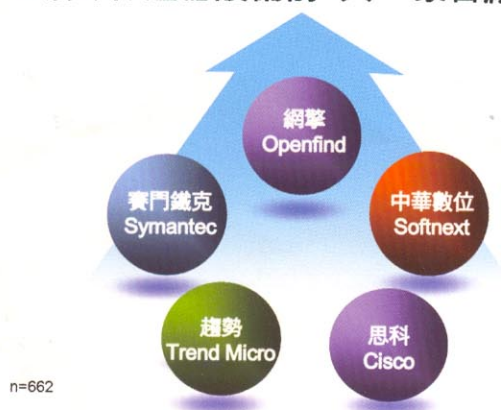 網擎
Openfind
賽門鐵克
Symantec
中華數位
Softnext
趨勢
Trend Micro
思科
Cisco
n=662